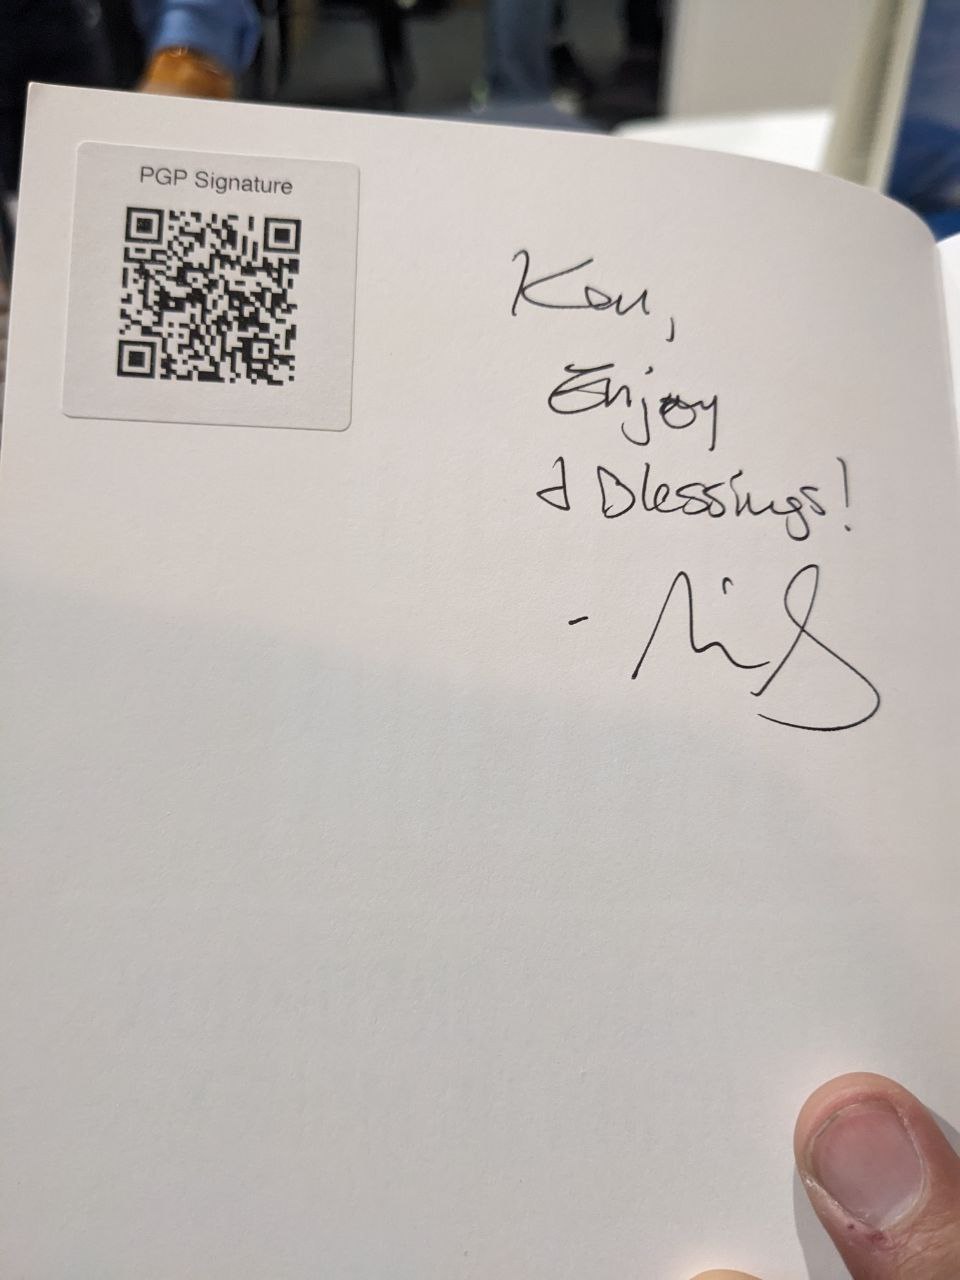 PGP Signature
Ken,
Enjoy
& Blessings!